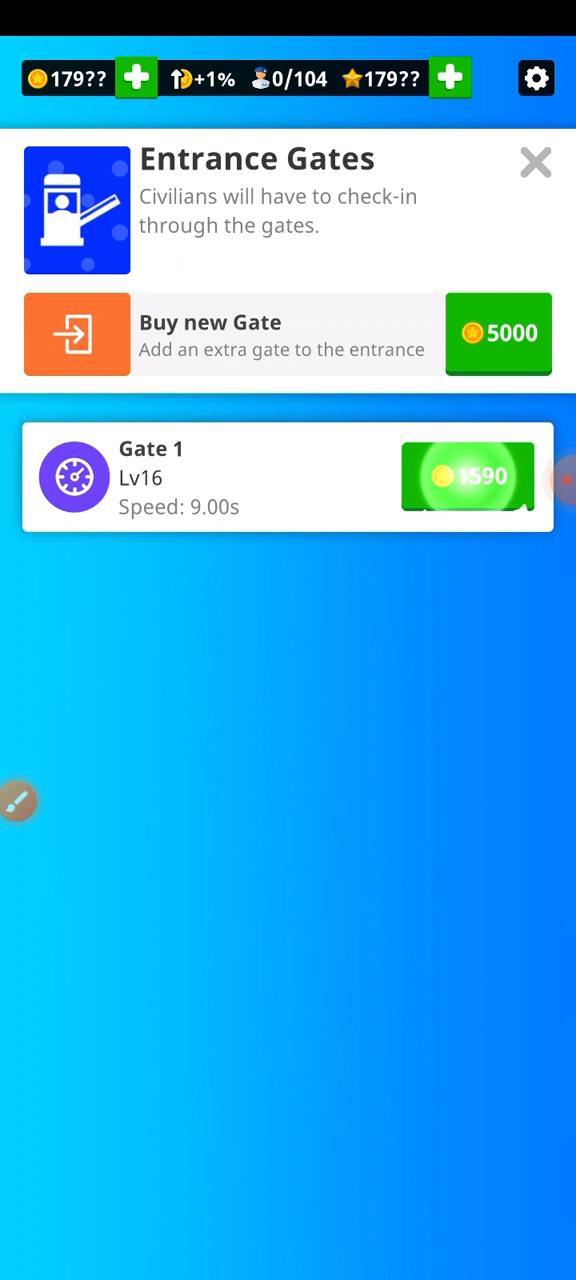 179?? +1% 0/104 179??
Entrance Gates
Civilians will have to check-in
through the gates.
Buy new Gate
Add an extra gate to the entrance
5000
Gate 1
Lv16
Speed: 9.00s
1590